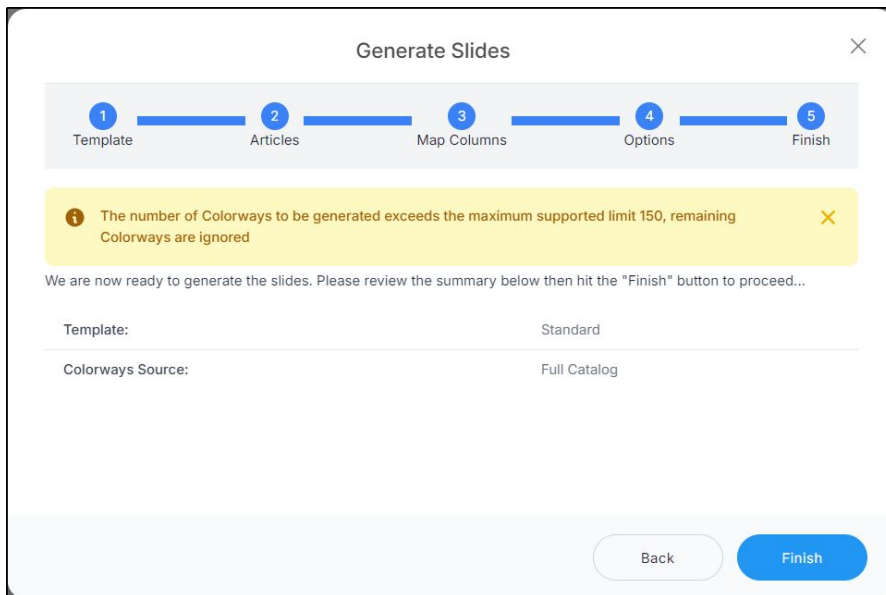 Generate Slides
1 2 3 4 5
Template Articles Map Columns Options Finish
The number of Colorways to be generated exceeds the maximum supported limit 150, remaining
Colorways are ignored
We are now ready to generate the slides. Please review the summary below then hit the "Finish" button to proceed...
Template: Standard
Colorways Source: Full Catalog
Back Finish